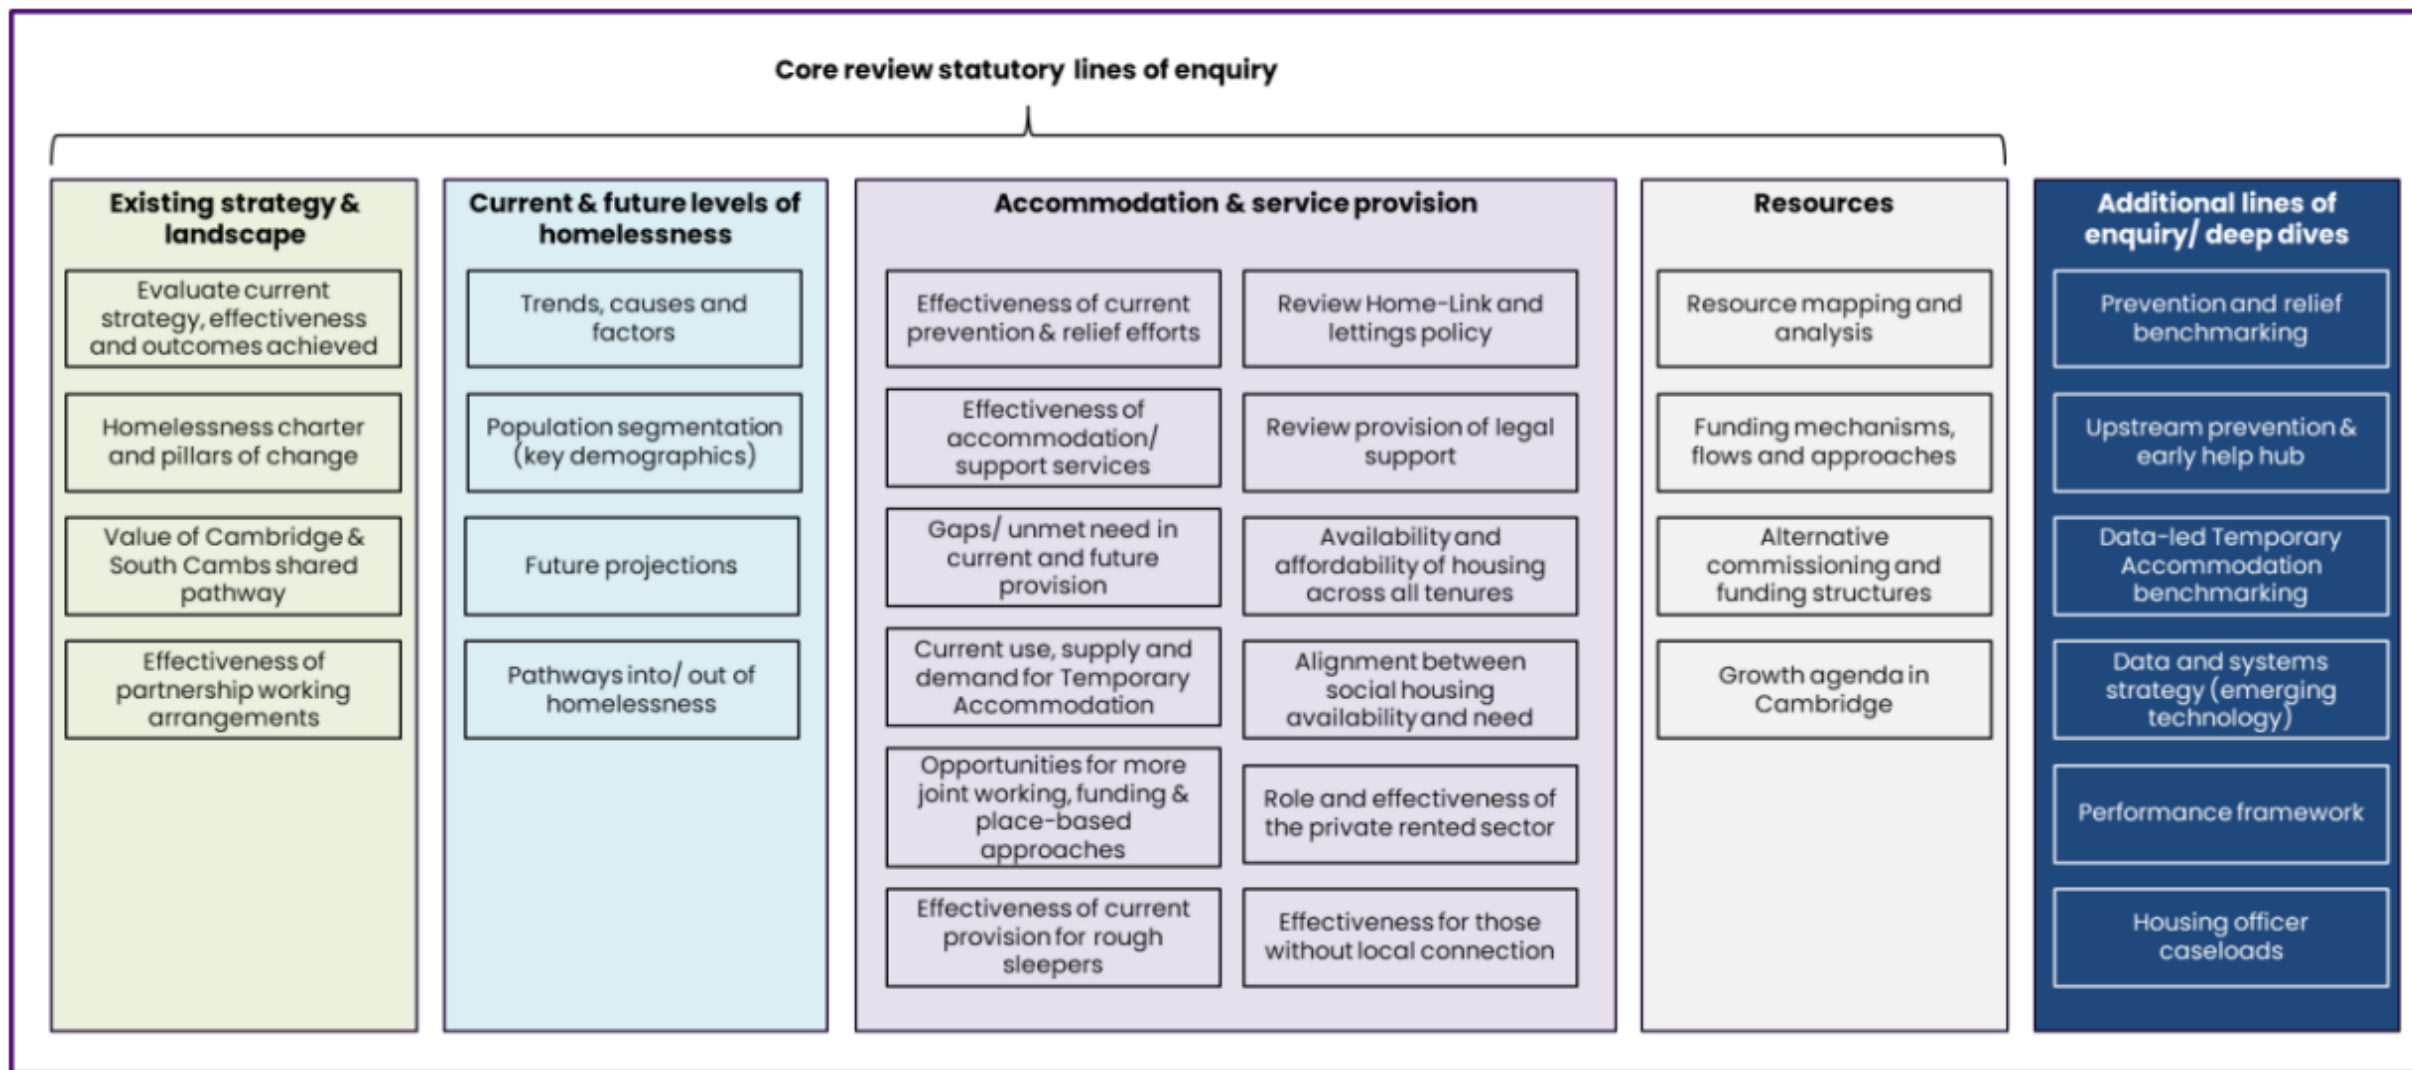 Core review statutory lines of enquiry
Existing strategy &
landscape
Evaluate current
strategy, effectiveness
and outcomes achieved
Homelessness charter
and pillars of change
Value of Cambridge &
South Cambs shared
pathway
Effectiveness of
partnership working
arrangements
Current & future levels of
homelessness
Trends, causes and
factors
Population segmentation
(key demographics)
Future projections
Pathways into/ out of
homelessness
Accommodation & service provision
Effectiveness of current
prevention & relief efforts
Effectiveness of
accommodation/
support services
Gaps/ unmet need in
current and future
provision
Current use, supply and
demand for Temporary
Accommodation
Opportunities for more
joint working, funding &
place-based
approaches
Effectiveness of current
provision for rough
sleepers
Review Home-Link and
lettings policy
Review provision of legal
support
Availability and
affordability of housing
across all tenures
Alignment between
social housing
availability and need
Role and effectiveness of
the private rented sector
Effectiveness for those
without local connection
Resources
Resource mapping and
analysis
Funding mechanisms,
flows and approaches
Alternative
commissioning and
funding structures
Growth agenda in
Cambridge
Additional lines of
enquiry/ deep dives
Prevention and relief
benchmarking
Upstream prevention &
early help hub
Data-led Temporary
Accommodation
benchmarking
Data and systems
strategy (emerging
technology)
Performance framework
Housing officer
caseloads